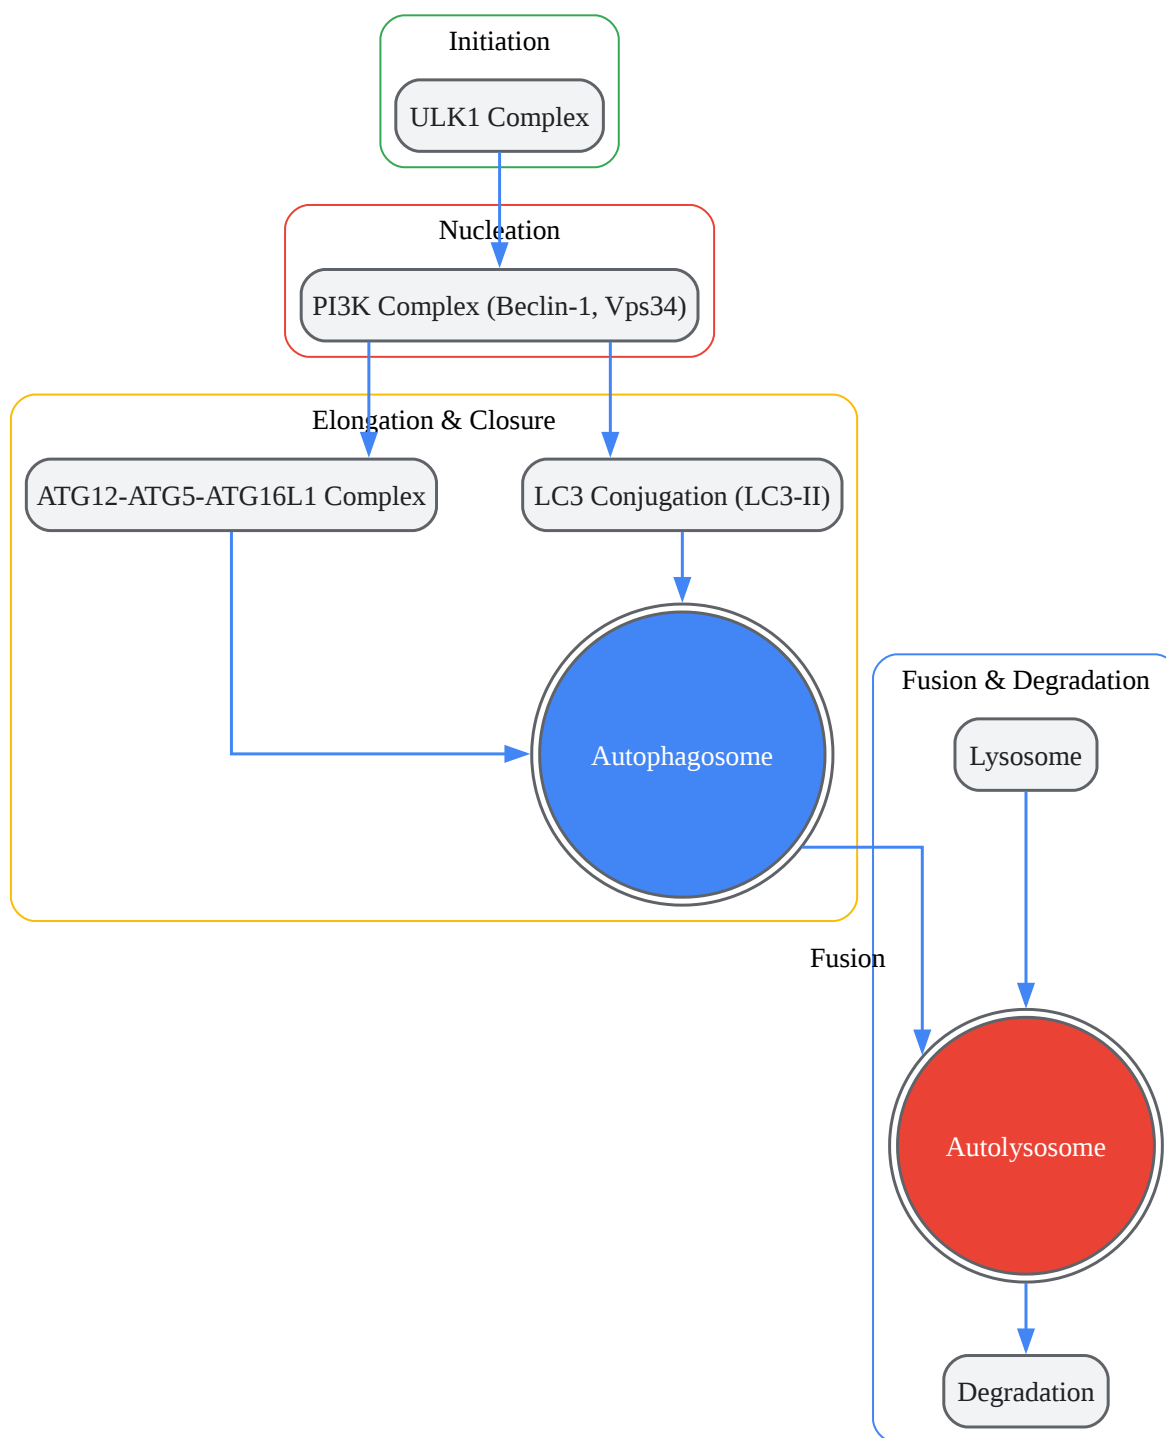 Initiation
ULK1 Complex
Nucleation
PI3K Complex (Beclin-1, Vps34)
Elongation & Closure
ATG12-ATG5-ATG16L1 Complex
LC3 Conjugation (LC3-II)
Autophagosome
Fusion & Degradation
Lysosome
Fusion
Autolysosome
Degradation